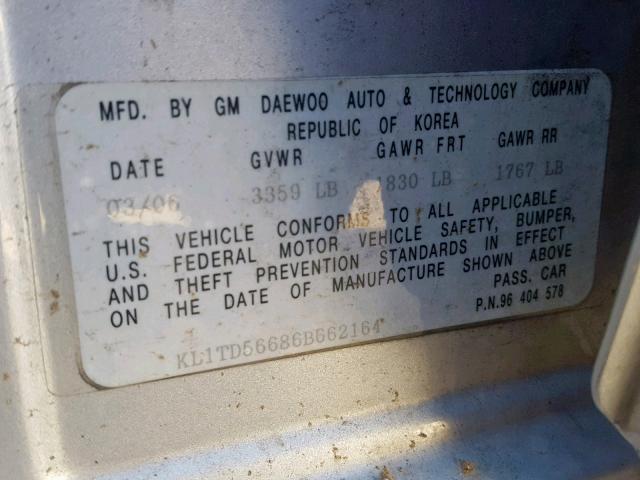 MFD. BY GM DAEWOO AUTO & TECHNOLOGY COMPANY
REPUBLIC OF KOREA
DATE GVWR GAWR FRT GAWR RR
03/06 3359 LB 1830 LB 1767 LB
THIS VEHICLE CONFORMS TO ALL APPLICABLE
U.S. FEDERAL MOTOR VEHICLE SAFETY, BUMPER,
AND THEFT PREVENTION STANDARDS IN EFFECT
ON THE DATE OF MANUFACTURE SHOWN ABOVE
PASS. CAR
P.N.96 404 578
KL1TD56686B662164